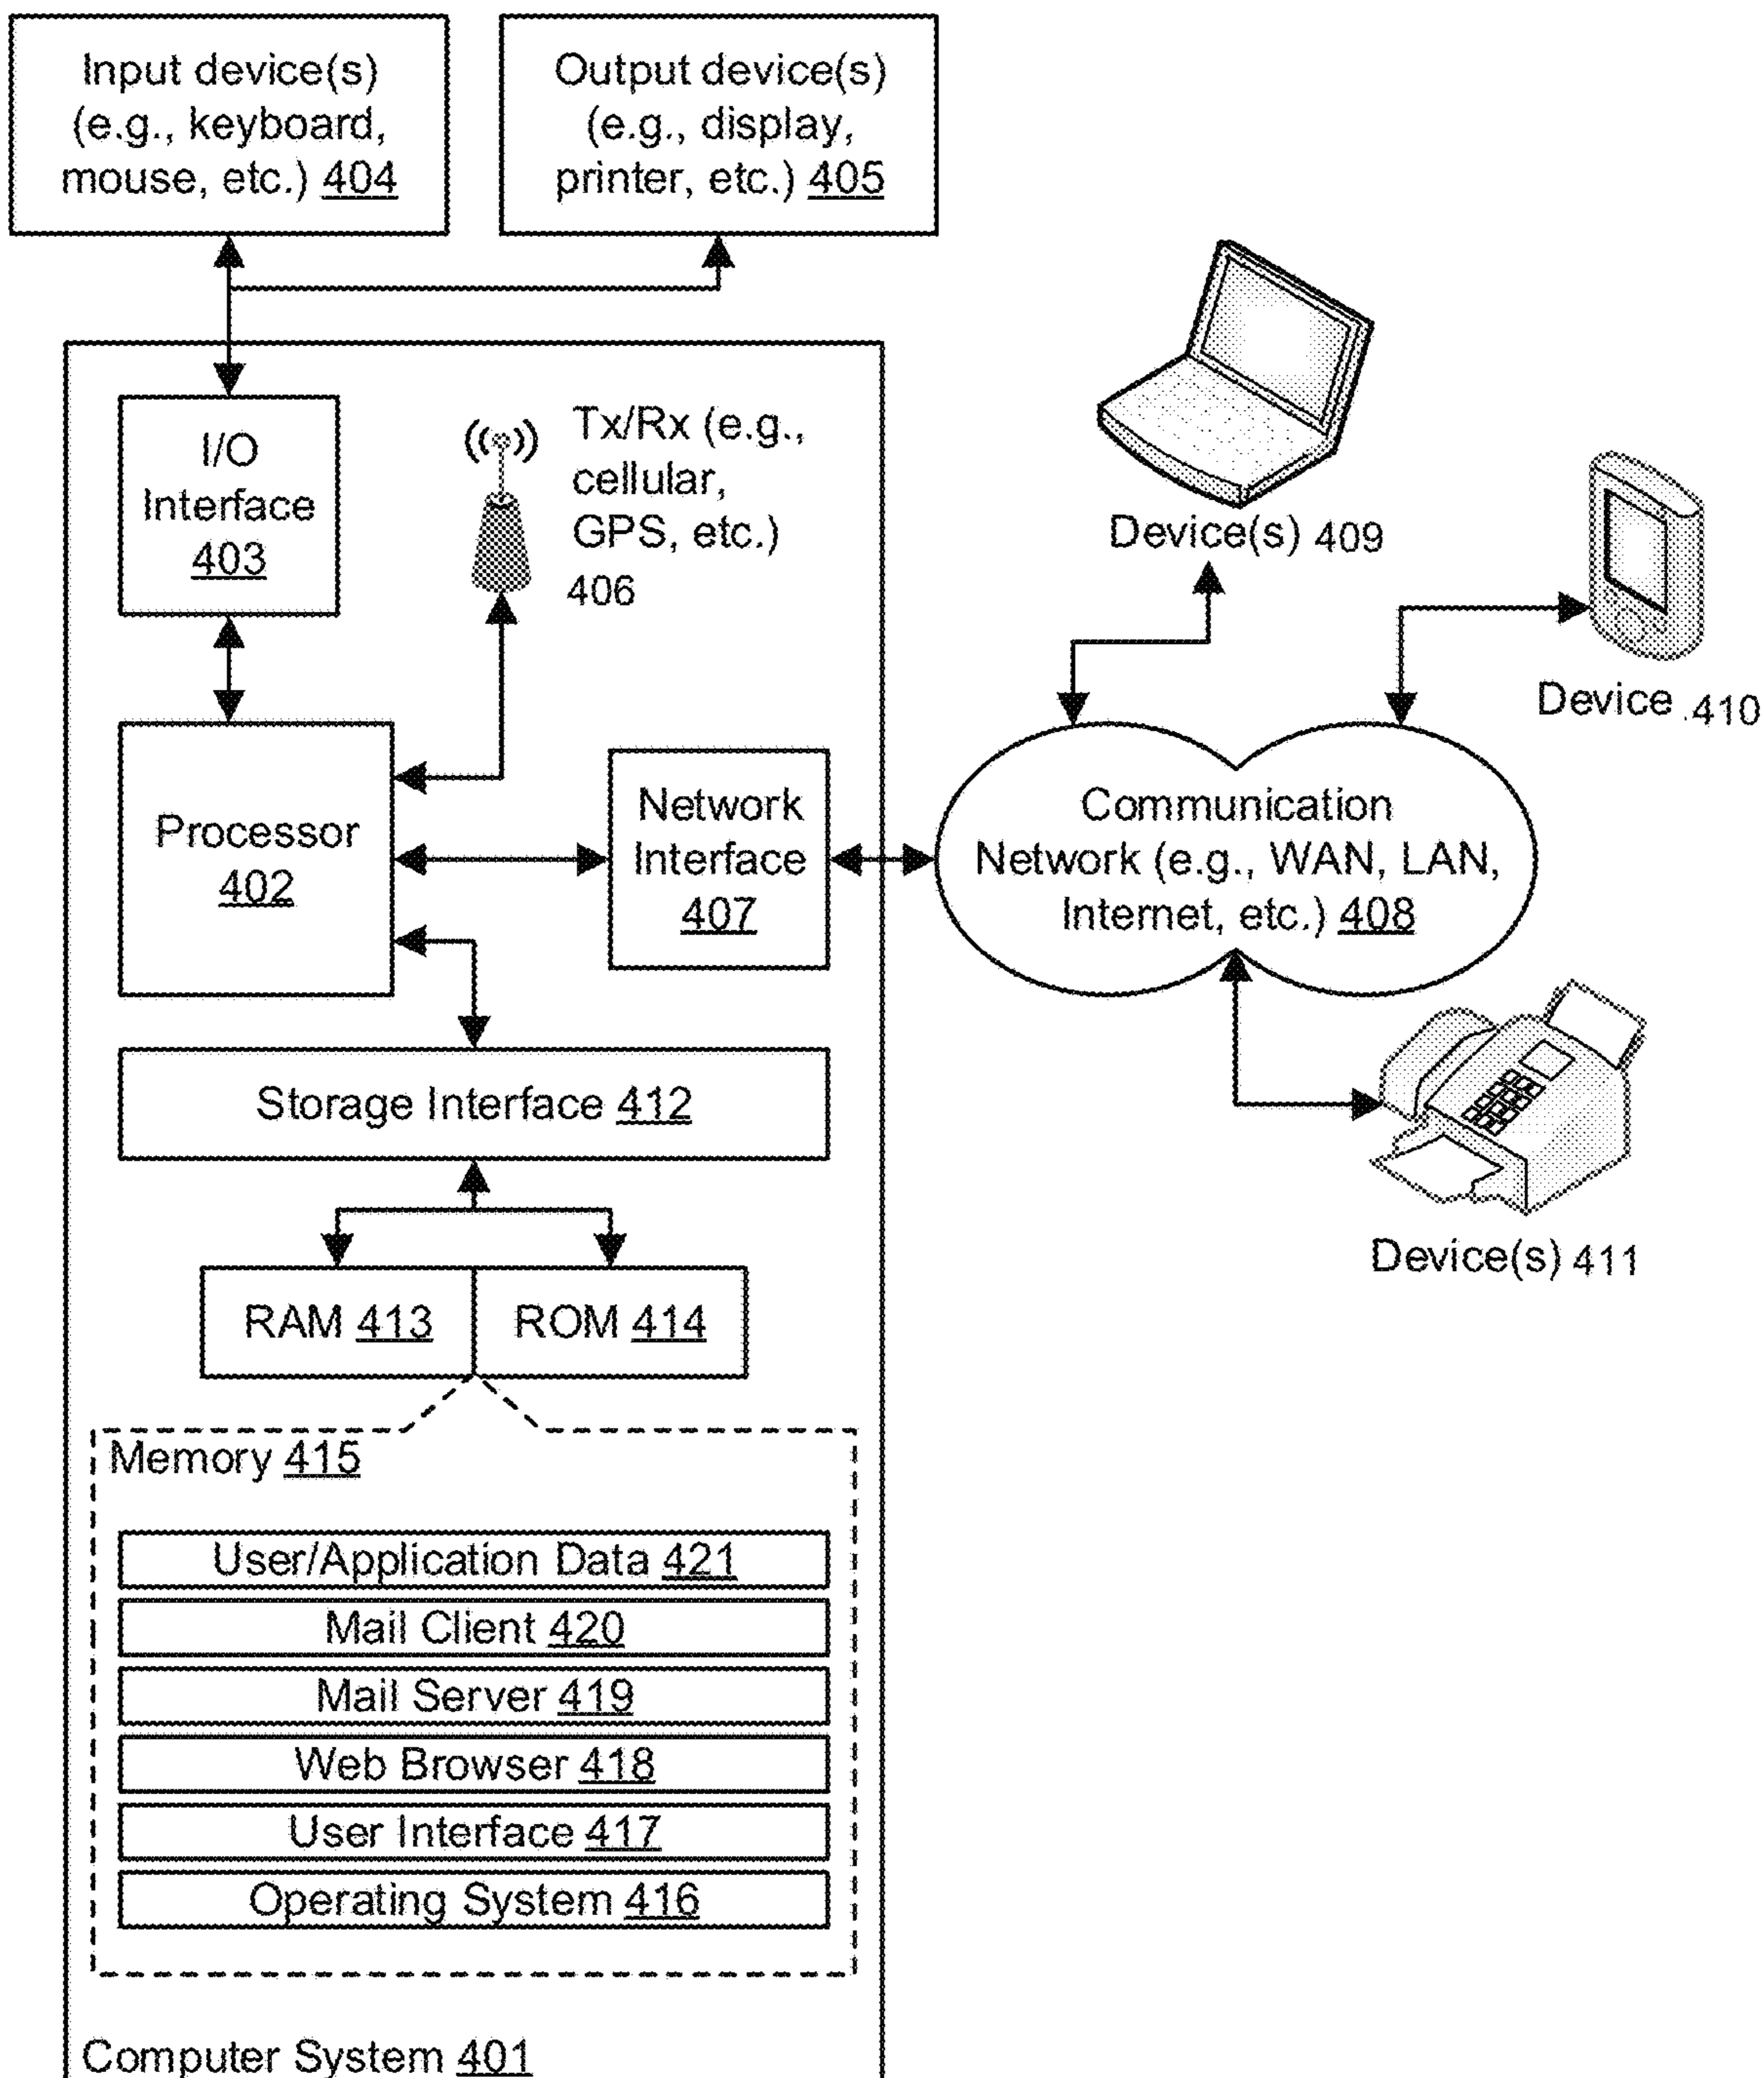 Input device(s)
(e.g., keyboard,
mouse, etc.) 404
Output device(s)
(e.g., display,
printer, etc.) 405
I/O
Interface
403
Tx/Rx (e.g.,
cellular,
GPS, etc.)
406
Device(s) 409
Device 410
Processor
402
Network
Interface
407
Communication
Network (e.g., WAN, LAN,
Internet, etc.) 408
Storage Interface 412
Device(s) 411
RAM 413
ROM 414
Memory 415
User/Application Data 421
Mail Client 420
Mail Server 419
Web Browser 418
User Interface 417
Operating System 416
Computer System 401